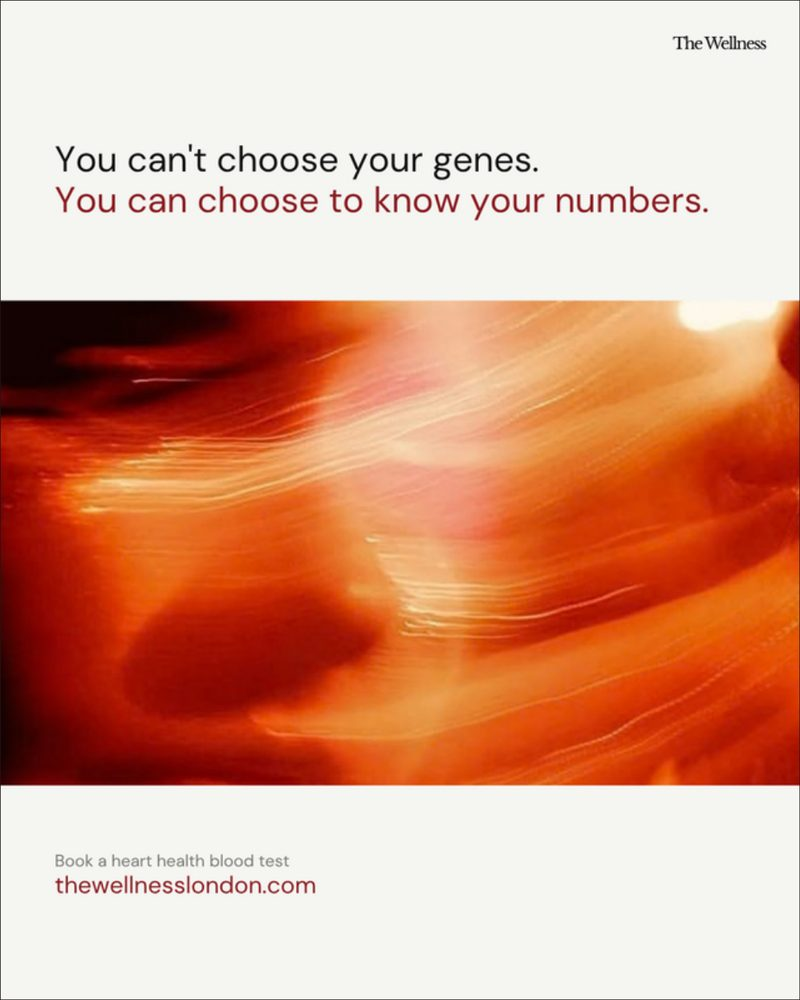 The Wellness
You can't choose your genes.
You can choose to know your numbers.
Book a heart health blood test
thewellnesslondon.com